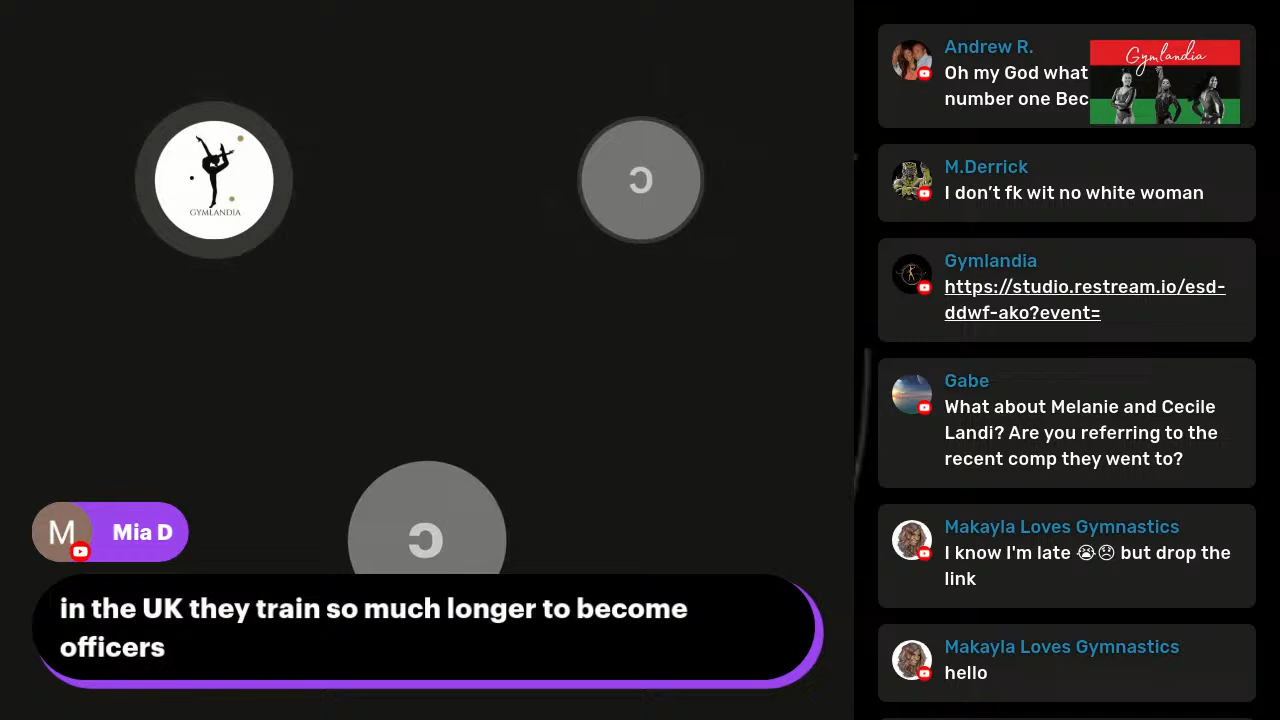 GYMLANDIA
M
Mia D
in the UK they train so much longer to become
officers
Andrew R.
Oh my God what
number one Bec
Gymlandia
M.Derrick
I don’t fk wit no white woman
Gymlandia
https://studio.restream.io/esd-
ddwf-ako?event=
Gabe
What about Melanie and Cecile
Landi? Are you referring to the
recent comp they went to?
Makayla Loves Gymnastics
I know I'm late 😭😞 but drop the
link
Makayla Loves Gymnastics
hello